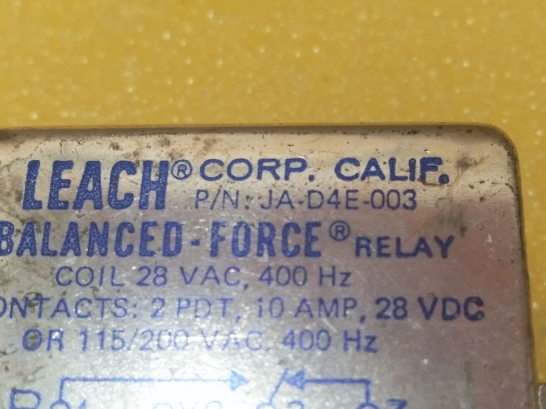 LEACH® CORP. CALIF.
P/N: JA-D4E-003
BALANCED-FORCE® RELAY
COIL 28 VAC, 400 Hz
ONTACTS: 2 PDT, 10 AMP, 28 VDC
OR 115/200 VAC, 400 Hz